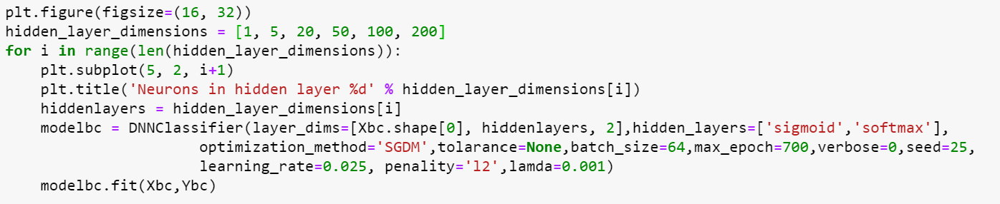 plt.figure(figsize=(16, 32))
hidden_layer_dimensions = [1, 5, 20, 50, 100, 200]
for i in range(len(hidden_layer_dimensions)):
    plt.subplot(5, 2, i+1)
    plt.title('Neurons in hidden layer %d' % hidden_layer_dimensions[i])
    hiddenlayers = hidden_layer_dimensions[i]
    modelbc = DNNClassifier(layer_dims=[Xbc.shape[0], hiddenlayers, 2],hidden_layers=['sigmoid','softmax'],
                      optimization_method='SGDM',tolarance=None,batch_size=64,max_epoch=700,verbose=0,seed=25,
                      learning_rate=0.025, penality='l2',lamda=0.001)
    modelbc.fit(Xbc,Ybc)